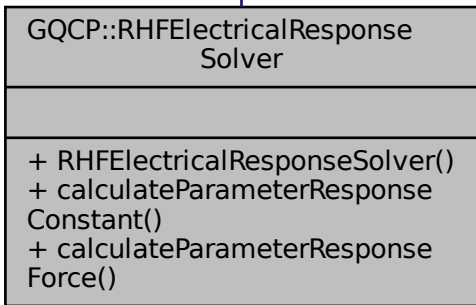 GQCP::RHFElectricalResponse
Solver
+ RHFElectricalResponseSolver()
+ calculateParameterResponse
Constant()
+ calculateParameterResponse
Force()